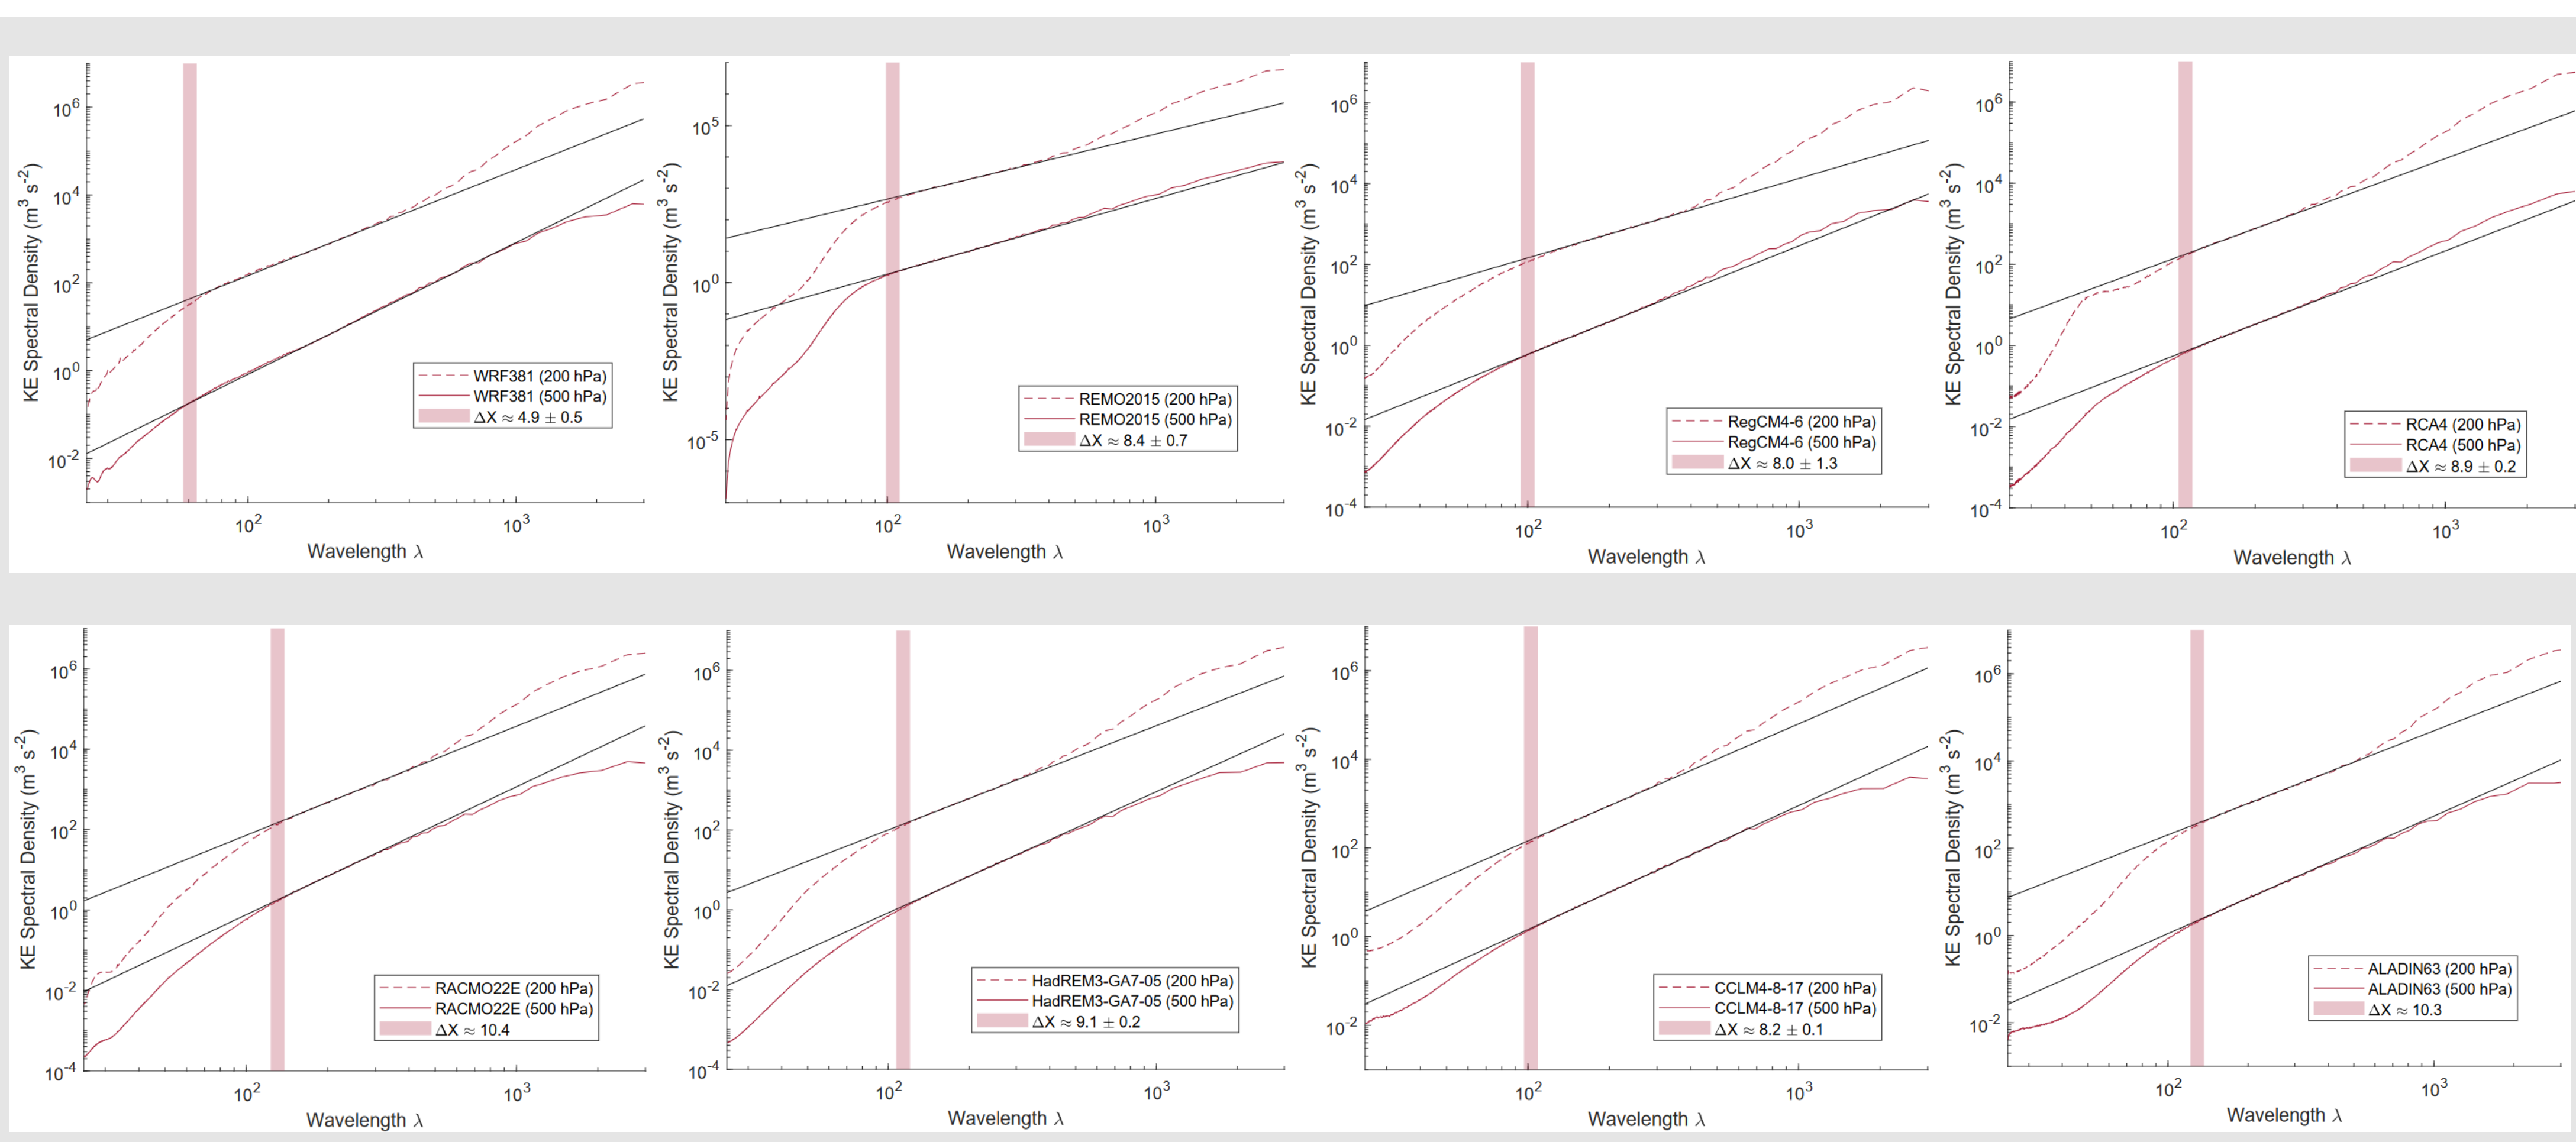 KE Spectral Density (m3 s-2)
10^6
10^4
10^2
10^0
10^-2
10^2
10^3
Wavelength λ
WRF381 (200 hPa)
WRF381 (500 hPa)
ΔX ≈ 4.9 ± 0.5
KE Spectral Density (m3 s-2)
10^5
10^0
10^-5
10^2
10^3
Wavelength λ
REMO2015 (200 hPa)
REMO2015 (500 hPa)
ΔX ≈ 8.4 ± 0.7
KE Spectral Density (m3 s-2)
10^6
10^4
10^2
10^0
10^-2
10^-4
10^2
10^3
Wavelength λ
RegCM4-6 (200 hPa)
RegCM4-6 (500 hPa)
ΔX ≈ 8.0 ± 1.3
KE Spectral Density (m3 s-2)
10^6
10^4
10^2
10^0
10^-2
10^-4
10^2
10^3
Wavelength λ
RCA4 (200 hPa)
RCA4 (500 hPa)
ΔX ≈ 8.9 ± 0.2
KE Spectral Density (m3 s-2)
10^6
10^4
10^2
10^0
10^-2
10^-4
10^2
10^3
Wavelength λ
RACMO22E (200 hPa)
RACMO22E (500 hPa)
ΔX ≈ 10.4
KE Spectral Density (m3 s-2)
10^6
10^4
10^2
10^0
10^-2
10^-4
10^2
10^3
Wavelength λ
HadREM3-GA7-05 (200 hPa)
HadREM3-GA7-05 (500 hPa)
ΔX ≈ 9.1 ± 0.2
KE Spectral Density (m3 s-2)
10^6
10^4
10^2
10^0
10^-2
10^2
10^3
Wavelength λ
CCLM4-8-17 (200 hPa)
CCLM4-8-17 (500 hPa)
ΔX ≈ 8.2 ± 0.1
KE Spectral Density (m3 s-2)
10^6
10^4
10^2
10^0
10^-2
10^2
10^3
Wavelength λ
ALADIN63 (200 hPa)
ALADIN63 (500 hPa)
ΔX ≈ 10.3